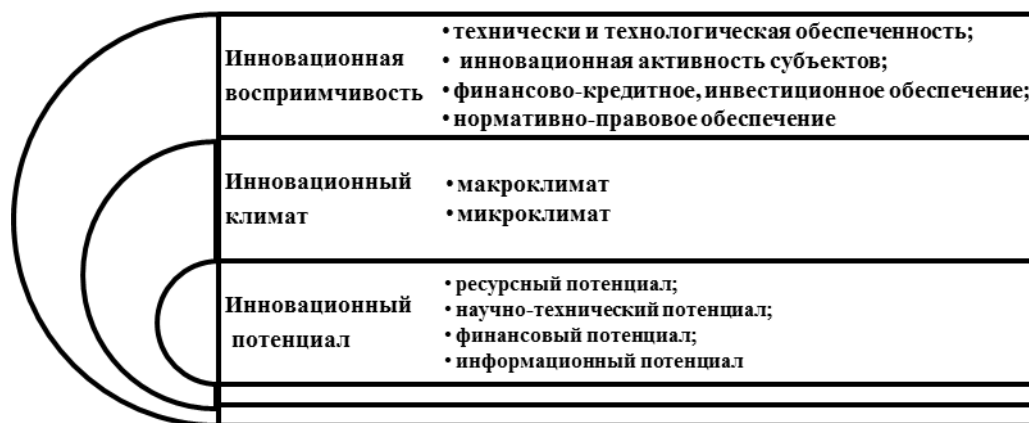 Инновационная
восприимчивость
• технически и технологическая обеспеченность;
• инновационная активность субъектов;
• финансово-кредитное, инвестиционное обеспечение;
• нормативно-правовое обеспечение
Инновационный
климат
• макроклимат
• микроклимат
Инновационный
потенциал
• ресурсный потенциал;
• научно-технический потенциал;
• финансовый потенциал;
• информационный потенциал